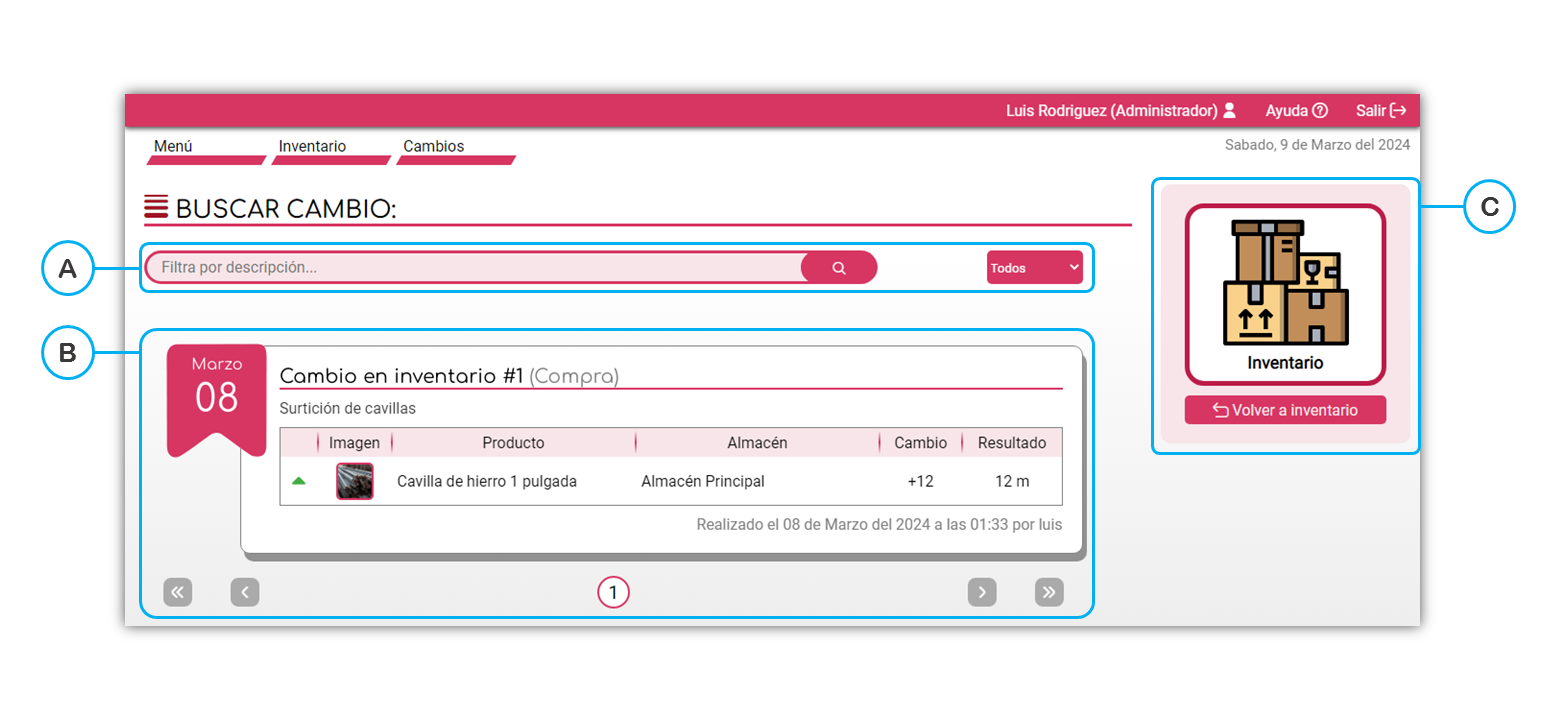 Luis Rodriguez (Administrador) Ayuda Salir
Menú Inventario Cambios
Sabado, 9 de Marzo del 2024
BUSCAR CAMBIO:
C
A
Filtra por descripción...
Todos
Inventario
Volver a inventario
B
Marzo
08
Cambio en inventario #1 (Compra)
Surtición de cavillas
Imagen Producto Almacén Cambio Resultado
Cavilla de hierro 1 pulgada Almacén Principal +12 12 m
Realizado el 08 de Marzo del 2024 a las 01:33 por luis
« ‹ 1 › »